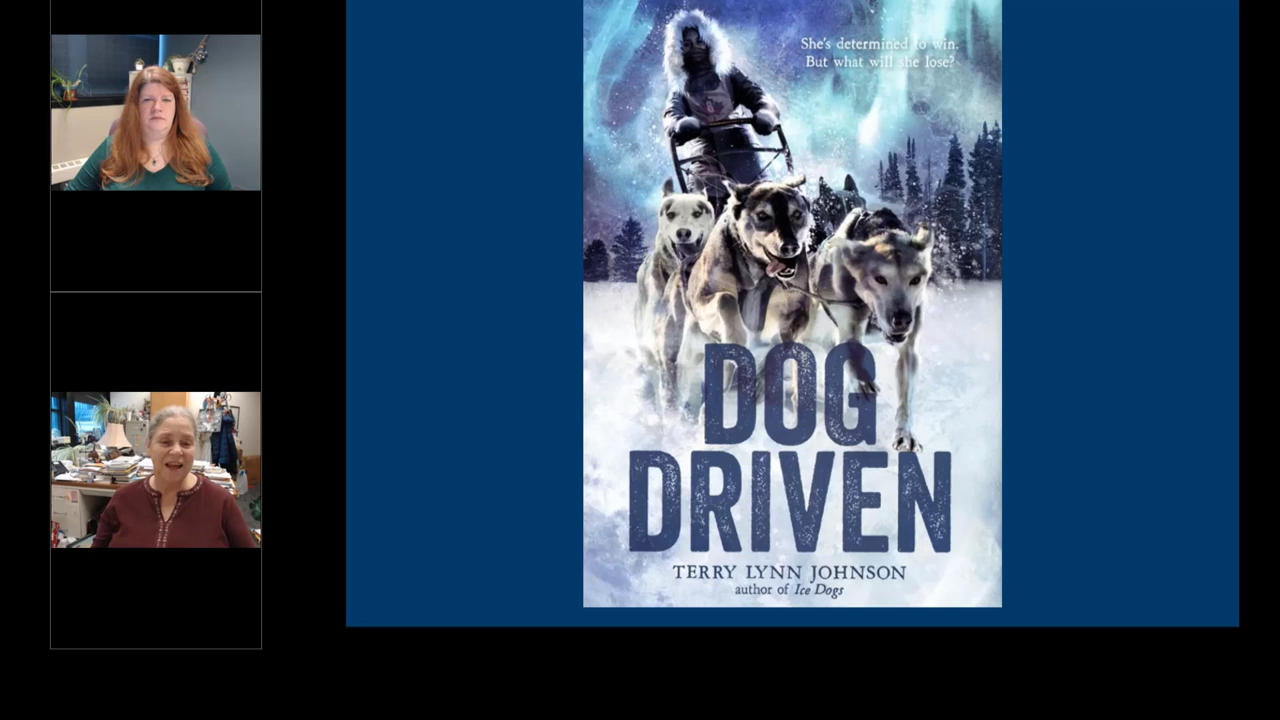 She's determined to win.
But what will she lose?
DOG
DRIVEN
TERRY LYNN JOHNSON
author of Ice Dogs